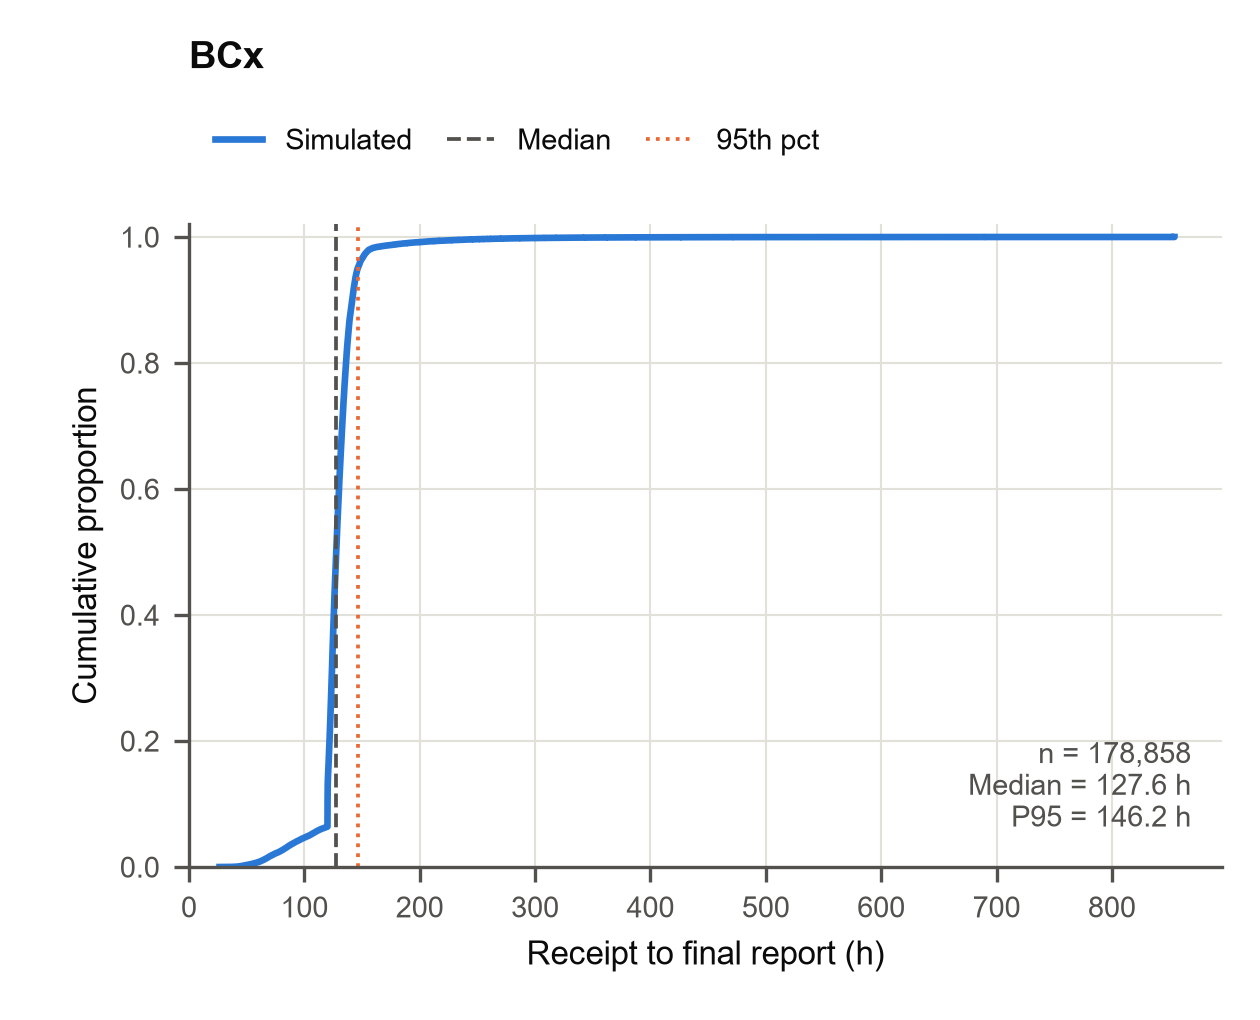 BCx
Simulated Median 95th pct
1.0
0.8
0.6
0.4
0.2
0.0
Cumulative proportion
n = 178,858
Median = 127.6 h
P95 = 146.2 h
0 100 200 300 400 500 600 700 800
Receipt to final report (h)